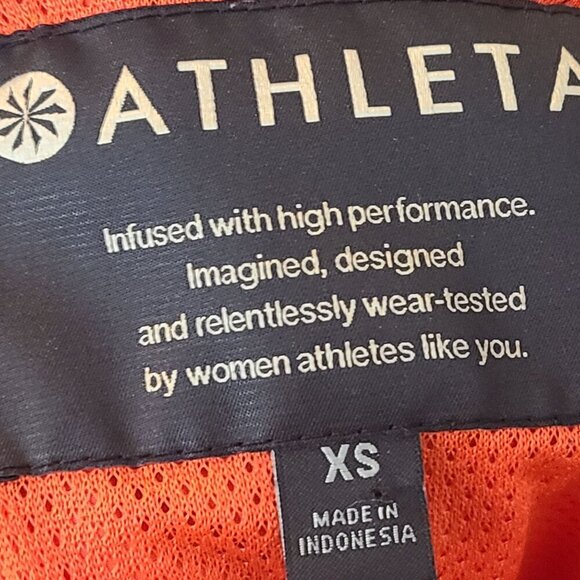 ATHLETA
Infused with high performance.
Imagined, designed
and relentlessly wear-tested
by women athletes like you.
XS
MADE IN
INDONESIA